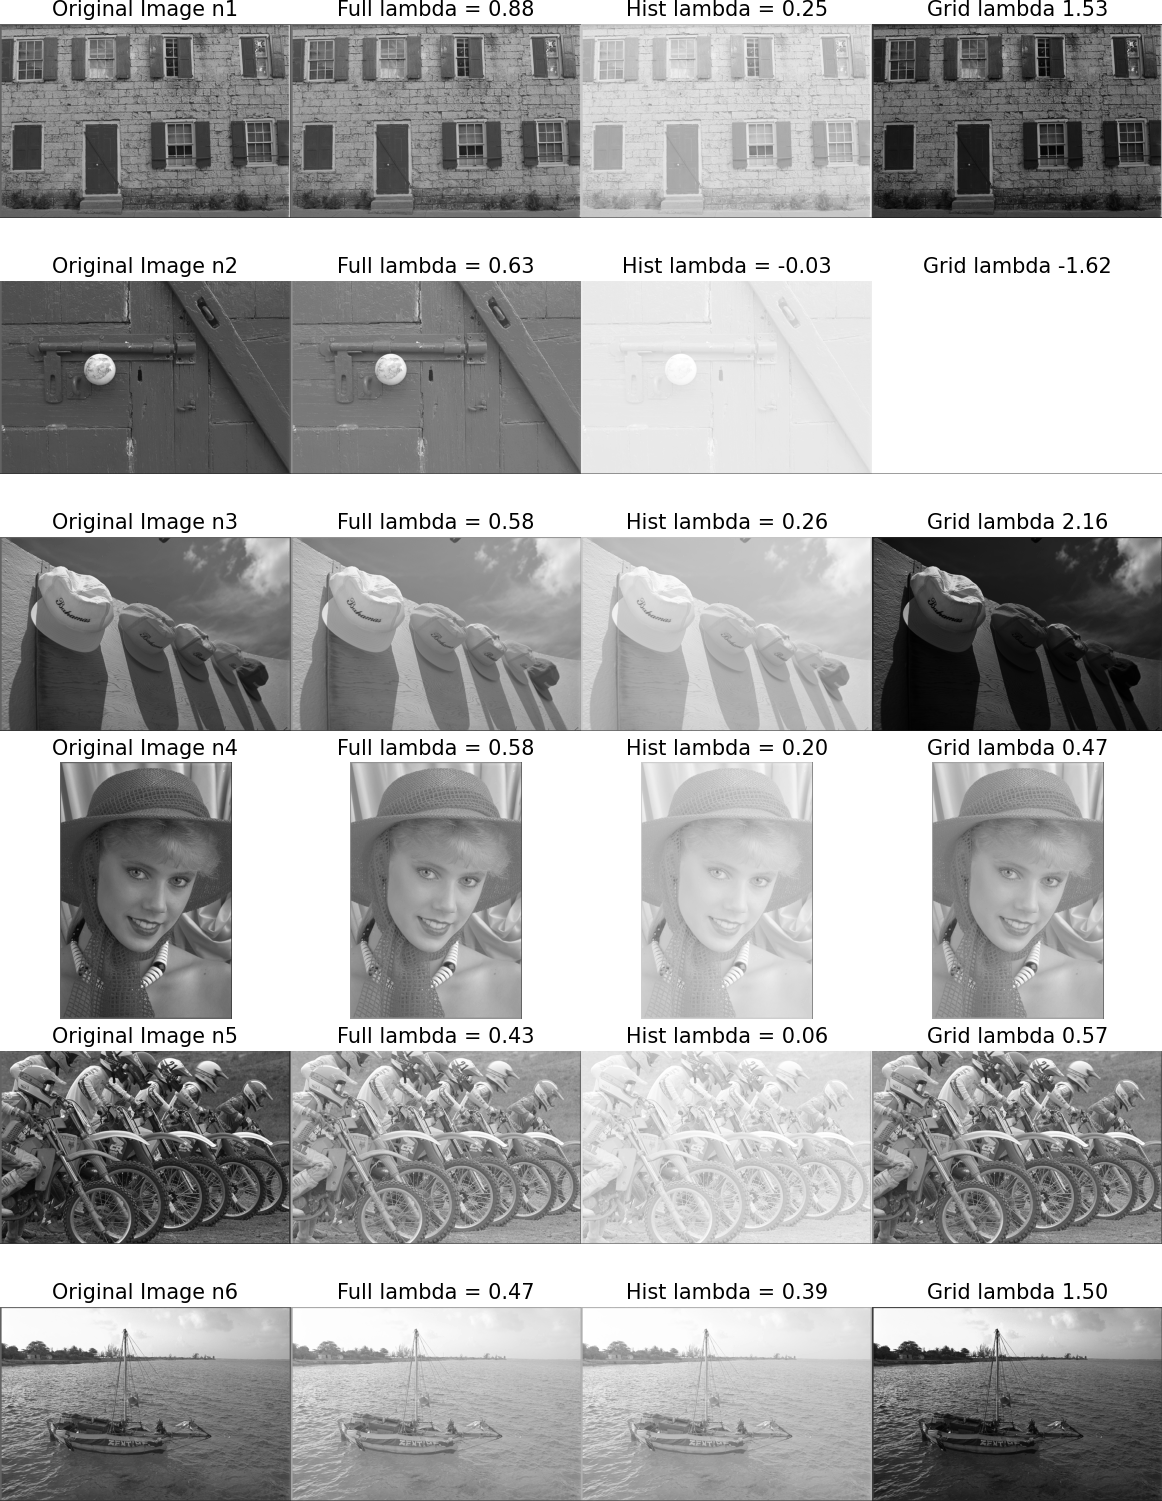 Original Image n1 Full lambda = 0.88 Hist lambda = 0.25 Grid lambda 1.53
Original Image n2 Full lambda = 0.63 Hist lambda = -0.03 Grid lambda -1.62
Original Image n3 Full lambda = 0.58 Hist lambda = 0.26 Grid lambda 2.16
Bahamas Bahamas Bahamas Bahamas
Original Image n4 Full lambda = 0.58 Hist lambda = 0.20 Grid lambda 0.47
Original Image n5 Full lambda = 0.43 Hist lambda = 0.06 Grid lambda 0.57
Original Image n6 Full lambda = 0.47 Hist lambda = 0.39 Grid lambda 1.50